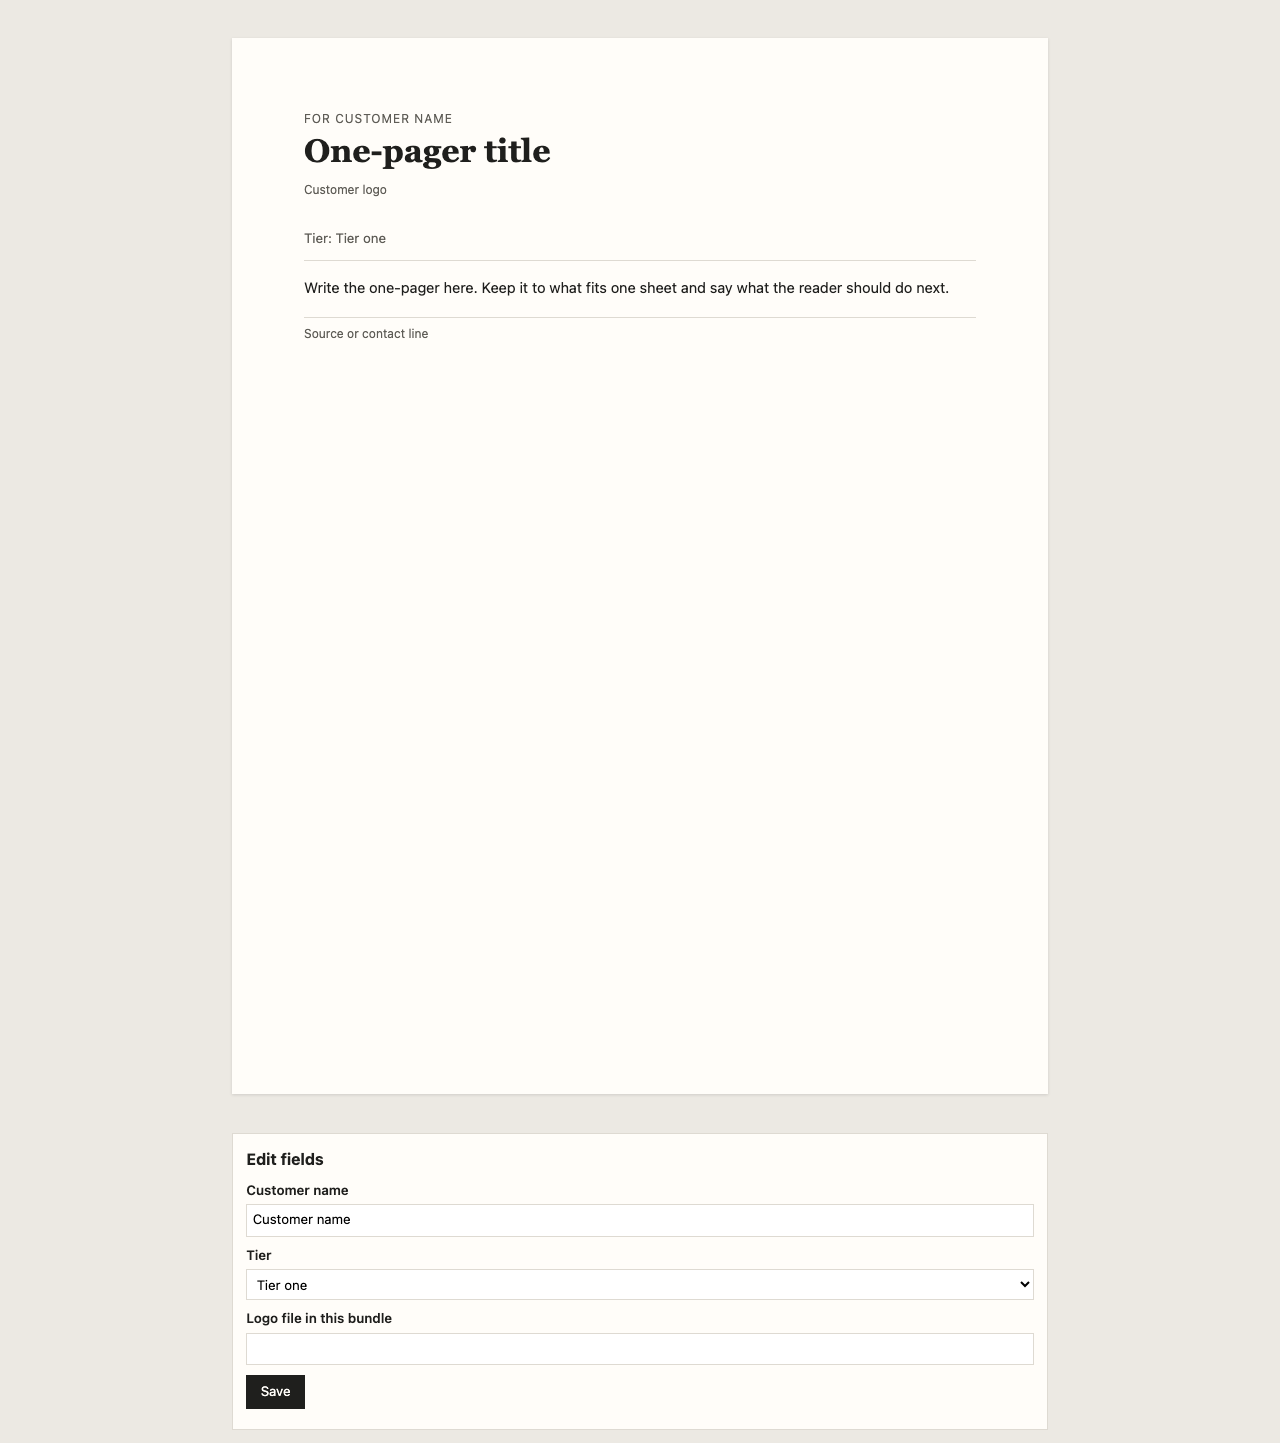 FOR CUSTOMER NAME
One-pager title
Customer logo
Tier: Tier one
Write the one-pager here. Keep it to what fits one sheet and say what the reader should do next.
Source or contact line
Edit fields
Customer name
Customer name
Tier
Tier one
Logo file in this bundle
Save